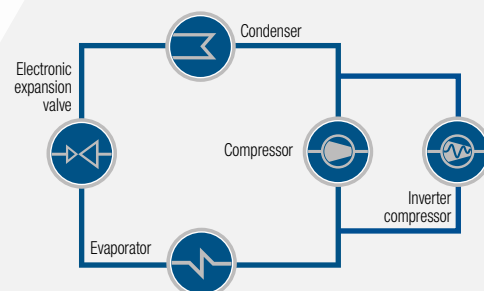 Condenser
Electronic
expansion
valve
Compressor
Inverter
compressor
Evaporator